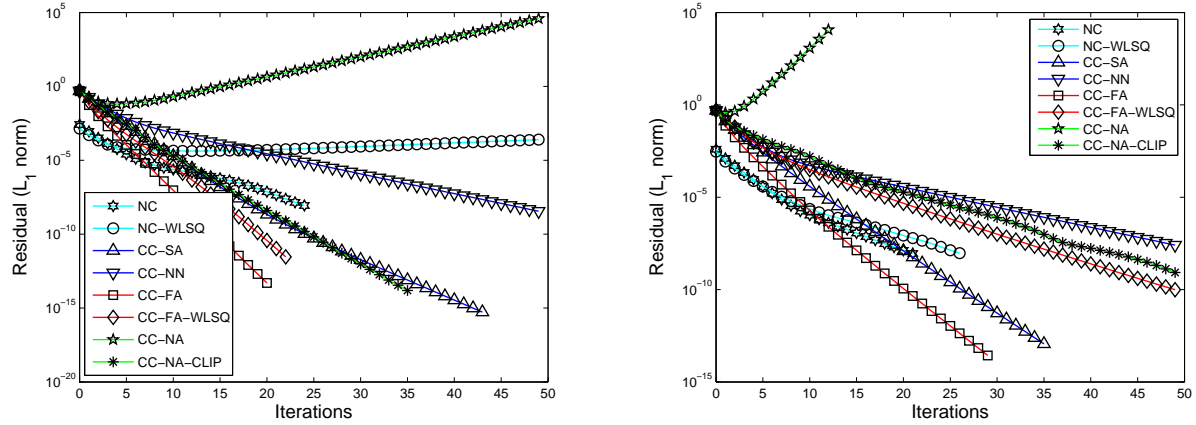 10^5
10^0
10^-5
10^-10
10^-15
10^-20
Residual (L_1 norm)
0 5 10 15 20 25 30 35 40 45 50
Iterations
NC
NC−WLSQ
CC−SA
CC−NN
CC−FA
CC−FA−WLSQ
CC−NA
CC−NA−CLIP
10^5
10^0
10^-5
10^-10
10^-15
Residual (L_1 norm)
0 5 10 15 20 25 30 35 40 45 50
Iterations
NC
NC−WLSQ
CC−SA
CC−NN
CC−FA
CC−FA−WLSQ
CC−NA
CC−NA−CLIP